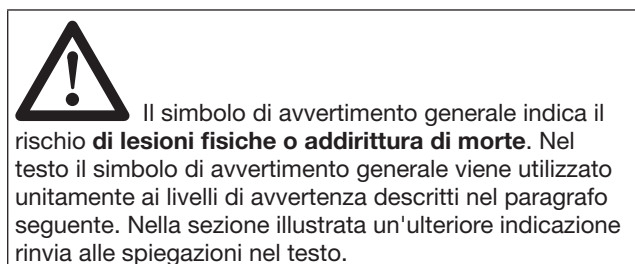 Il simbolo di avvertimento generale indica il
rischio di lesioni fisiche o addirittura di morte. Nel
testo il simbolo di avvertimento generale viene utilizzato
unitamente ai livelli di avvertenza descritti nel paragrafo
seguente. Nella sezione illustrata un'ulteriore indicazione
rinvia alle spiegazioni nel testo.